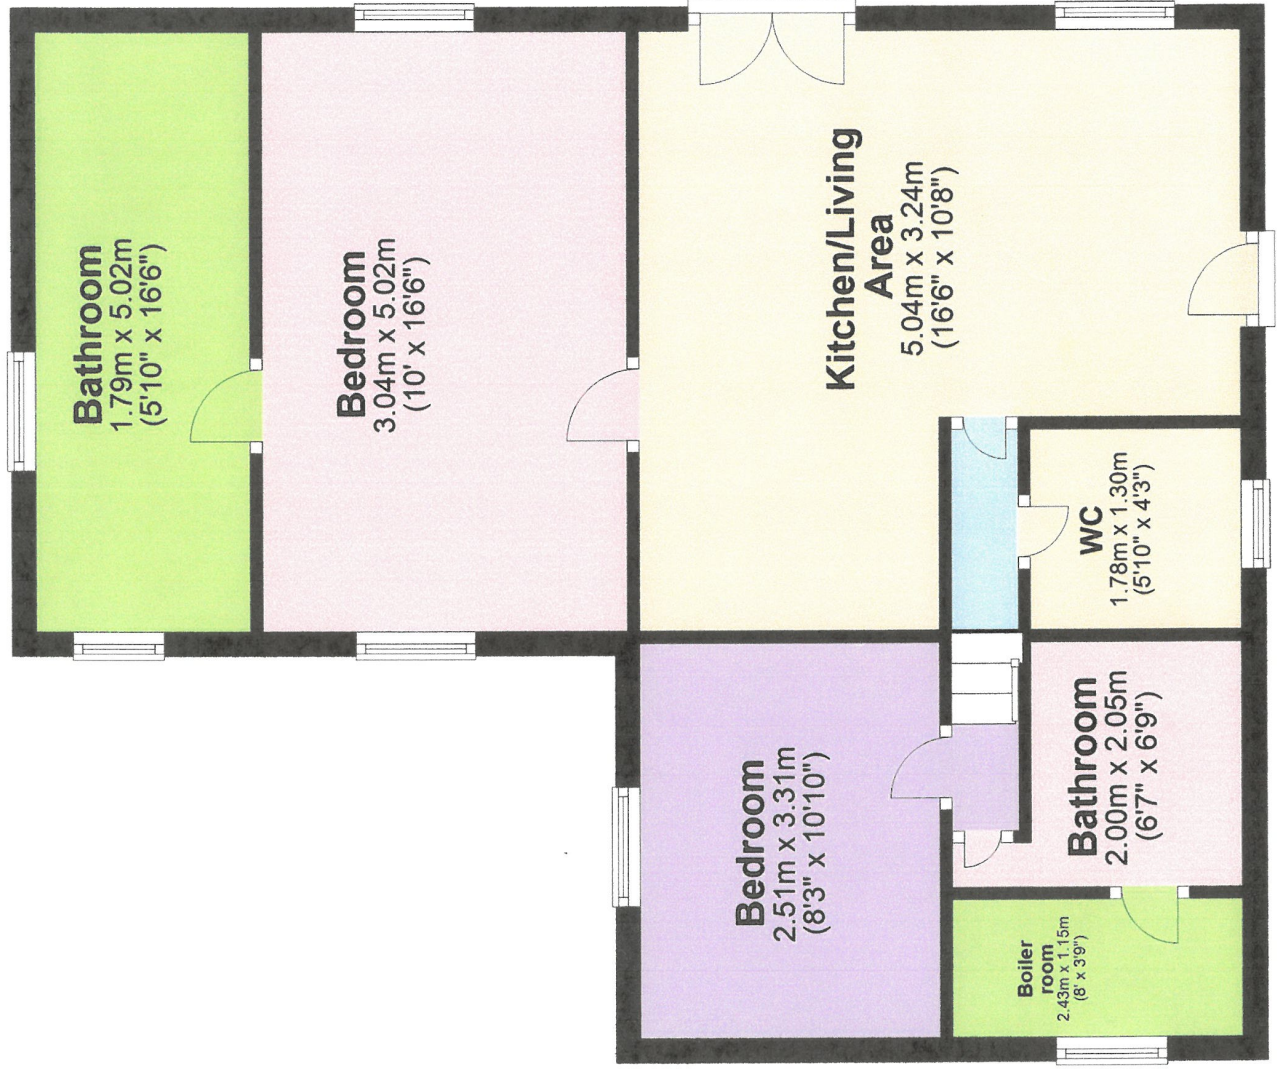 Bathroom
1.79m x 5.02m
(5'10" x 16'6")
Bedroom
3.04m x 5.02m
(10' x 16'6")
Kitchen/Living
Area
5.04m x 3.24m
(16'6" x 10'8")
WC
1.78m x 1.30m
(5'10" x 4'3")
Bedroom
2.51m x 3.31m
(8'3" x 10'10")
Bathroom
2.00m x 2.05m
(6'7" x 6'9")
Boiler
room
2.43m x 1.15m
(8' x 3'9")